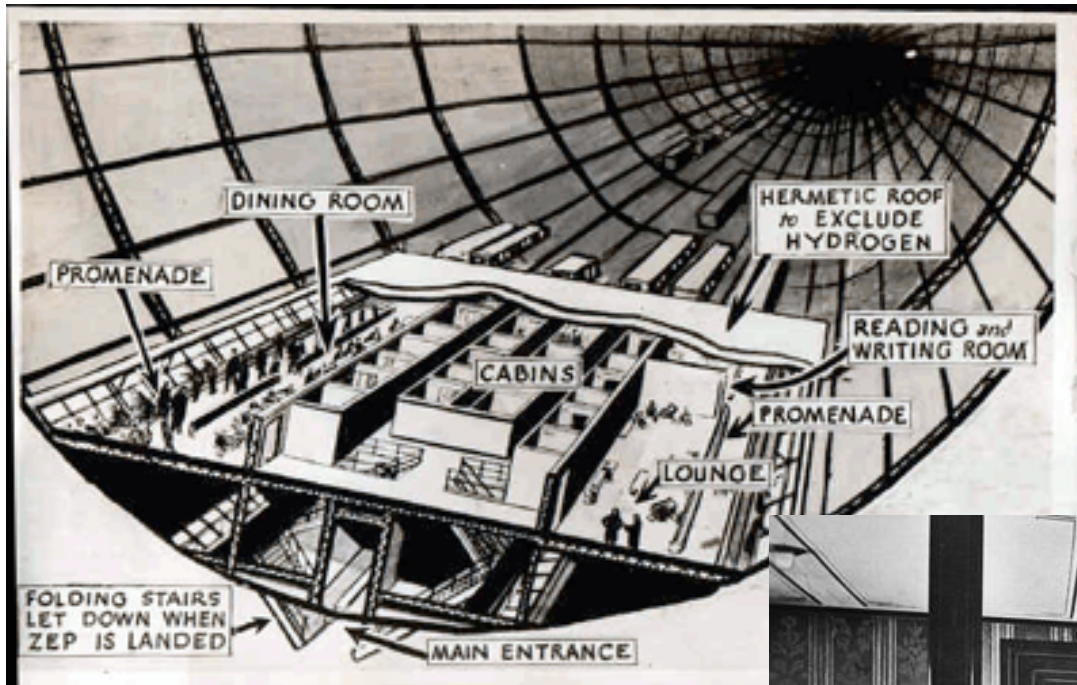 DINING ROOM
PROMENADE
HERMETIC ROOF
to EXCLUDE
HYDROGEN
READING and
WRITING ROOM
CABINS
PROMENADE
LOUNGE
FOLDING STAIRS
LET DOWN WHEN
ZEP IS LANDED
MAIN ENTRANCE